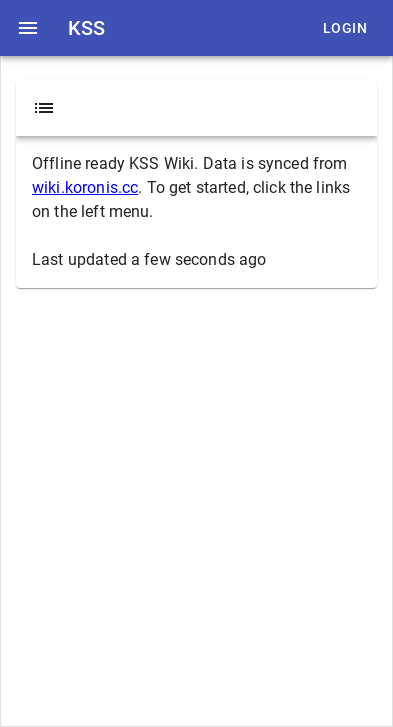 KSS
LOGIN
Offline ready KSS Wiki. Data is synced from
wiki.koronis.cc. To get started, click the links
on the left menu.
Last updated a few seconds ago